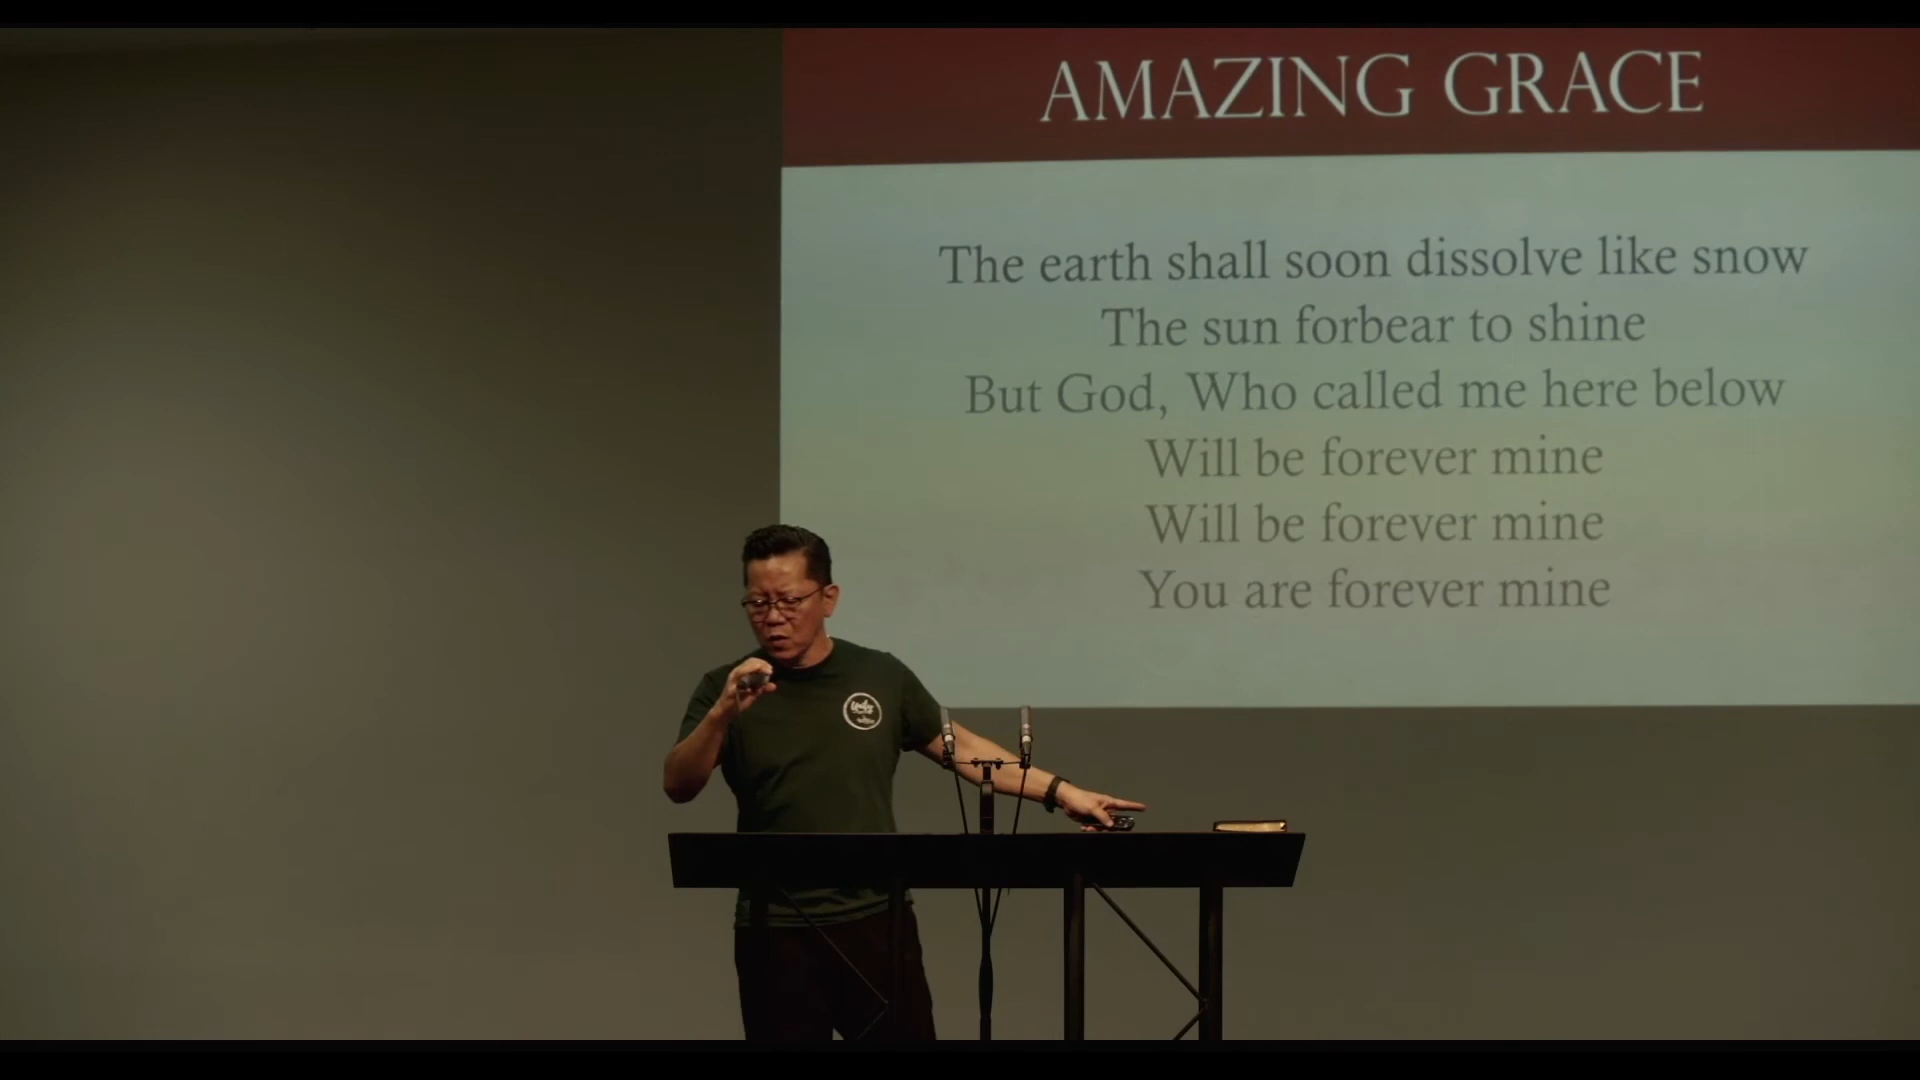 AMAZING GRACE
The earth shall soon dissolve like snow
The sun forbear to shine
But God, Who called me here below
Will be forever mine
Will be forever mine
You are forever mine